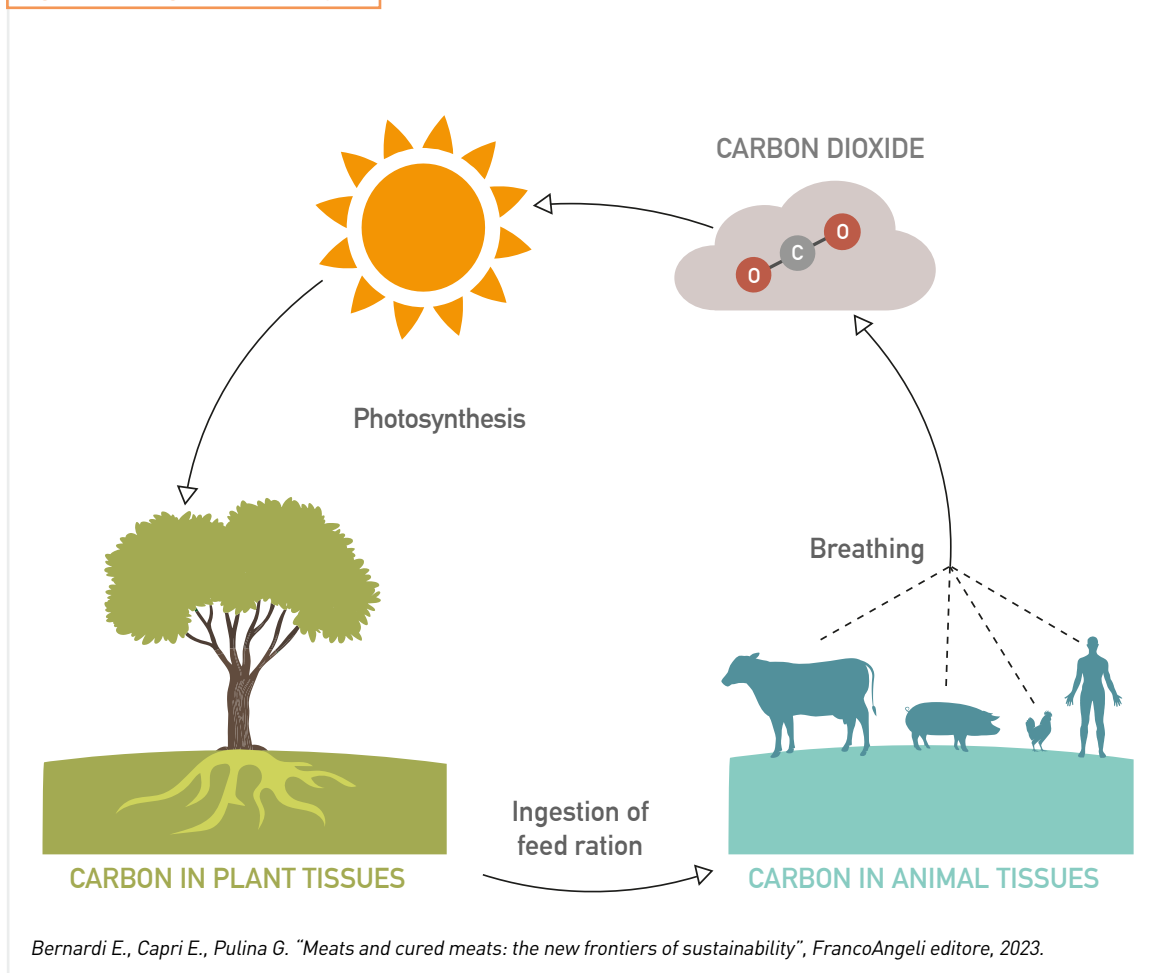 CARBON DIOXIDE
O
C
O
Photosynthesis
Breathing
Ingestion of
feed ration
CARBON IN PLANT TISSUES
CARBON IN ANIMAL TISSUES
Bernardi E., Capri E., Pulina G. “Meats and cured meats: the new frontiers of sustainability”, FrancoAngeli editore, 2023.